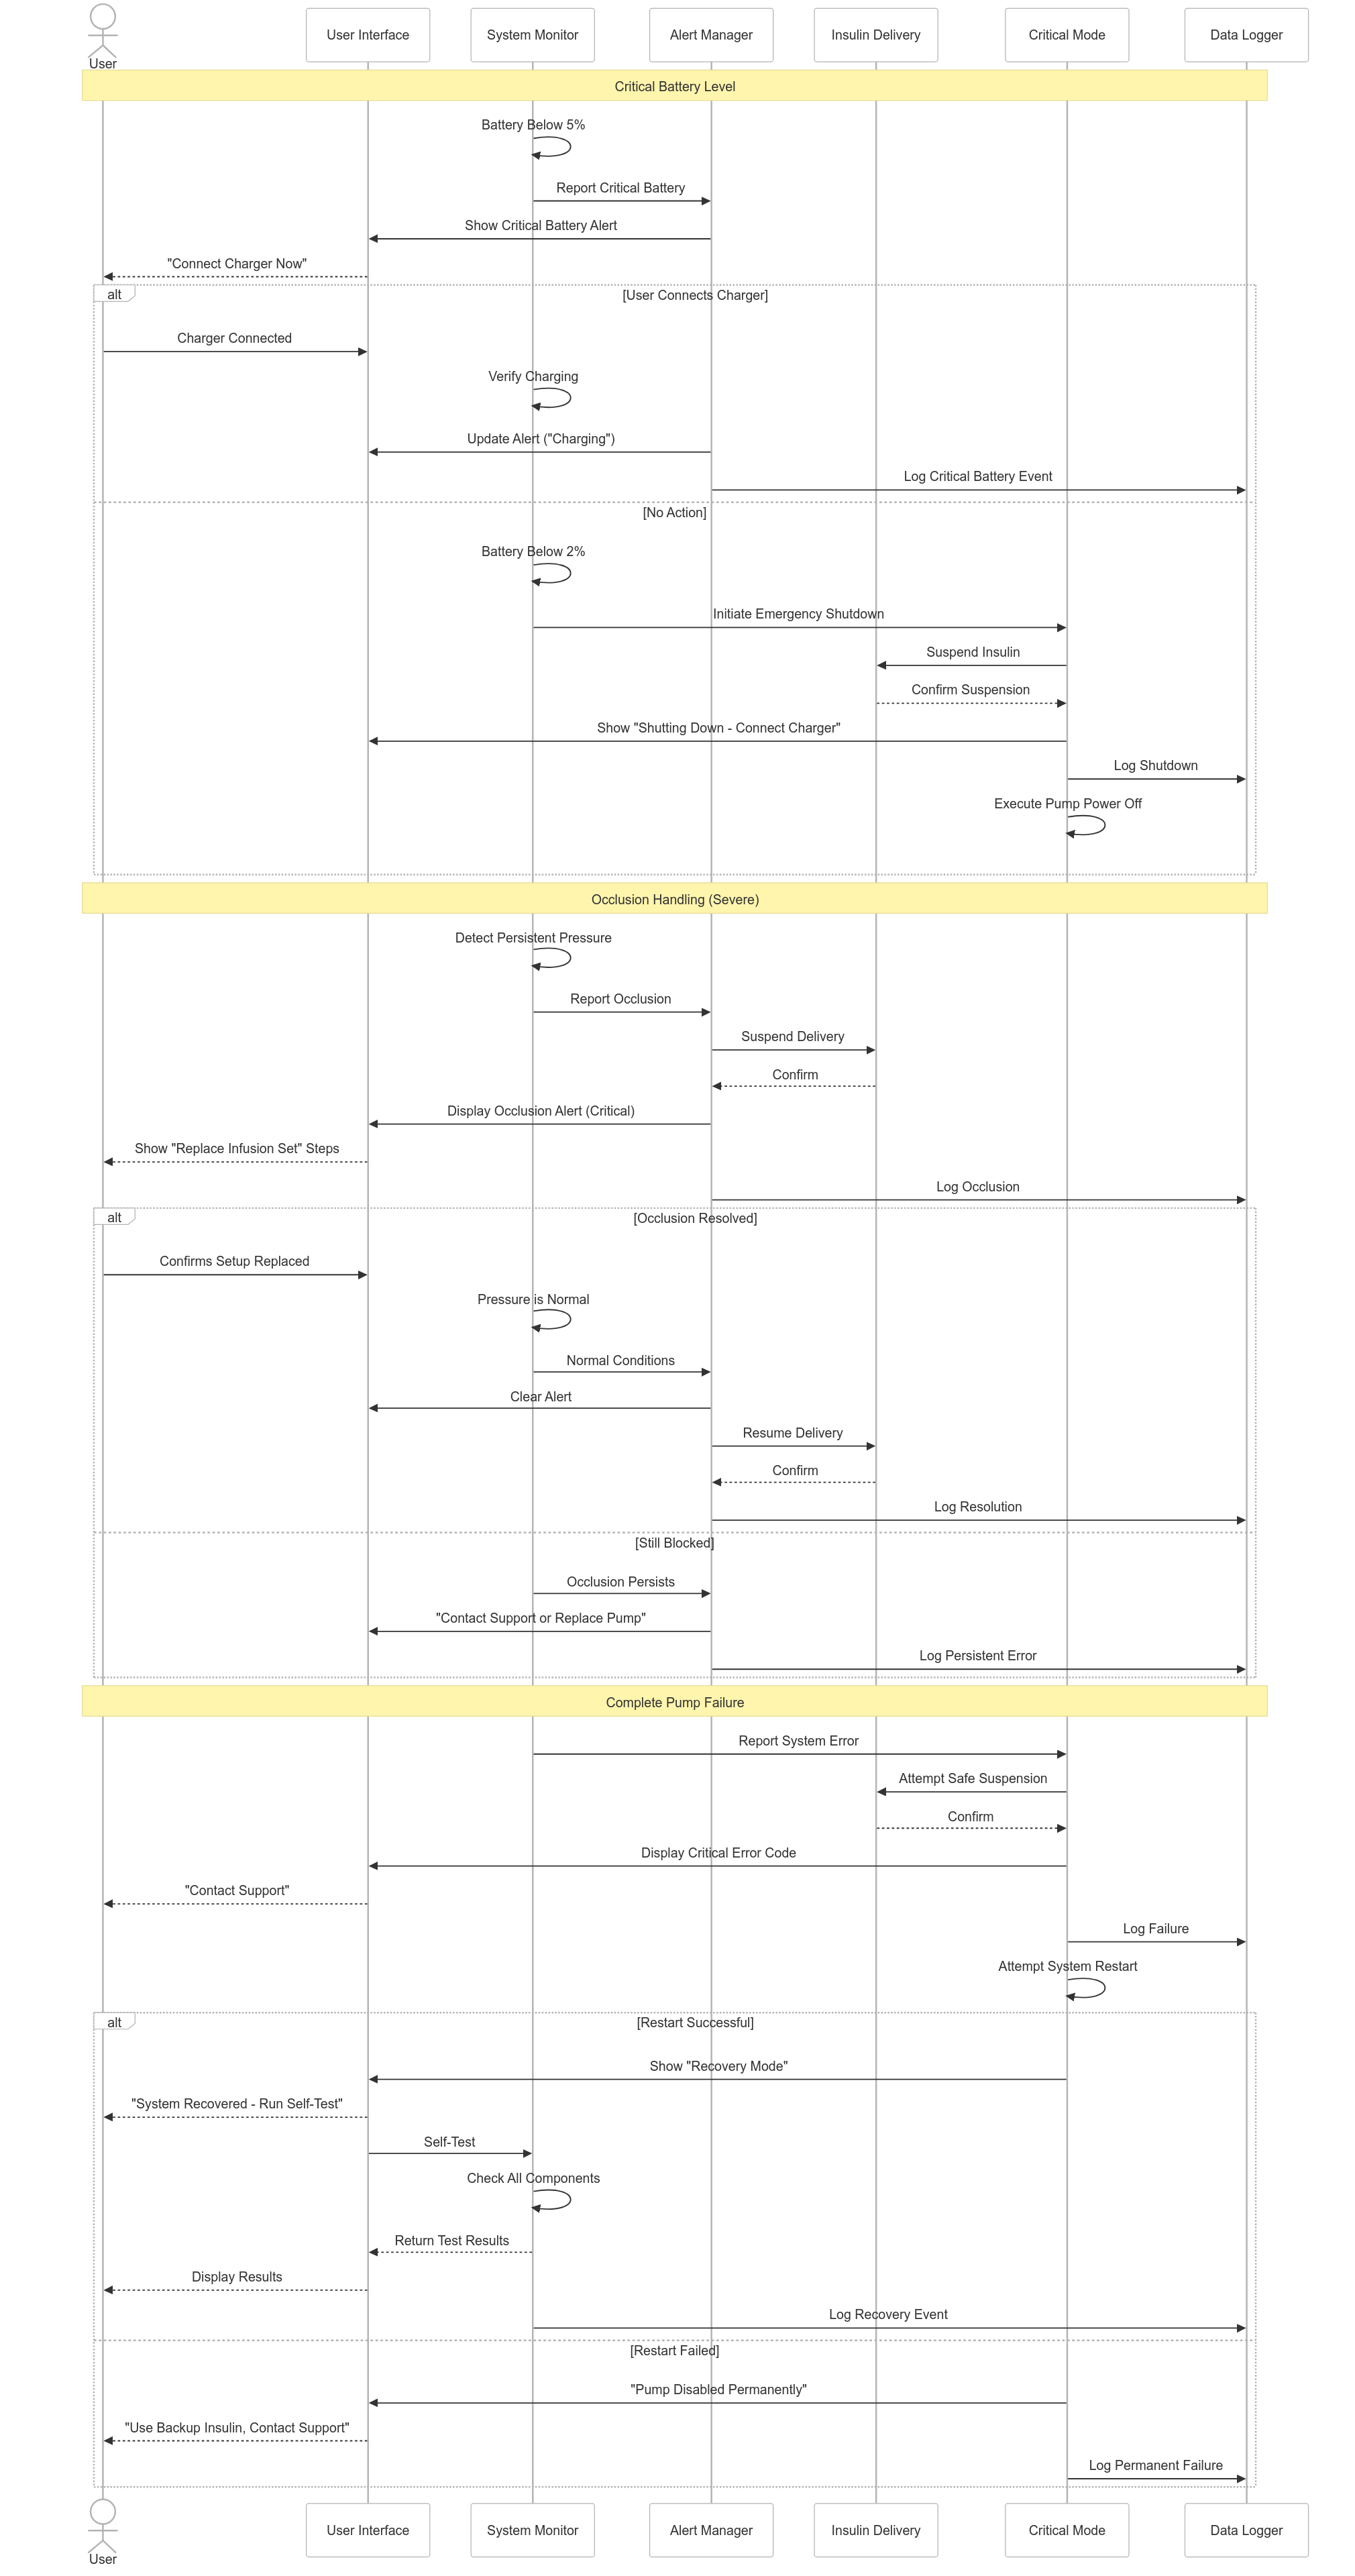 User Interface
System Monitor
Alert Manager
Insulin Delivery
Critical Mode
Data Logger
User
Critical Battery Level
Battery Below 5%
Report Critical Battery
Show Critical Battery Alert
"Connect Charger Now"
alt
[User Connects Charger]
Charger Connected
Verify Charging
Update Alert ("Charging")
Log Critical Battery Event
[No Action]
Battery Below 2%
Initiate Emergency Shutdown
Suspend Insulin
Confirm Suspension
Show "Shutting Down - Connect Charger"
Log Shutdown
Execute Pump Power Off
Occlusion Handling (Severe)
Detect Persistent Pressure
Report Occlusion
Suspend Delivery
Confirm
Display Occlusion Alert (Critical)
Show "Replace Infusion Set" Steps
Log Occlusion
alt
[Occlusion Resolved]
Confirms Setup Replaced
Pressure is Normal
Normal Conditions
Clear Alert
Resume Delivery
Confirm
Log Resolution
[Still Blocked]
Occlusion Persists
"Contact Support or Replace Pump"
Log Persistent Error
Complete Pump Failure
Report System Error
Attempt Safe Suspension
Confirm
Display Critical Error Code
"Contact Support"
Log Failure
Attempt System Restart
alt
[Restart Successful]
Show "Recovery Mode"
"System Recovered - Run Self-Test"
Self-Test
Check All Components
Return Test Results
Display Results
Log Recovery Event
[Restart Failed]
"Pump Disabled Permanently"
"Use Backup Insulin, Contact Support"
Log Permanent Failure
User Interface
System Monitor
Alert Manager
Insulin Delivery
Critical Mode
Data Logger
User